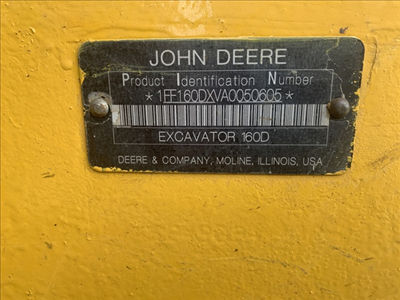 JOHN DEERE
Product Identification Number
*1FF160DXVA0050605*
EXCAVATOR 160D
DEERE & COMPANY, MOLINE, ILLINOIS, USA